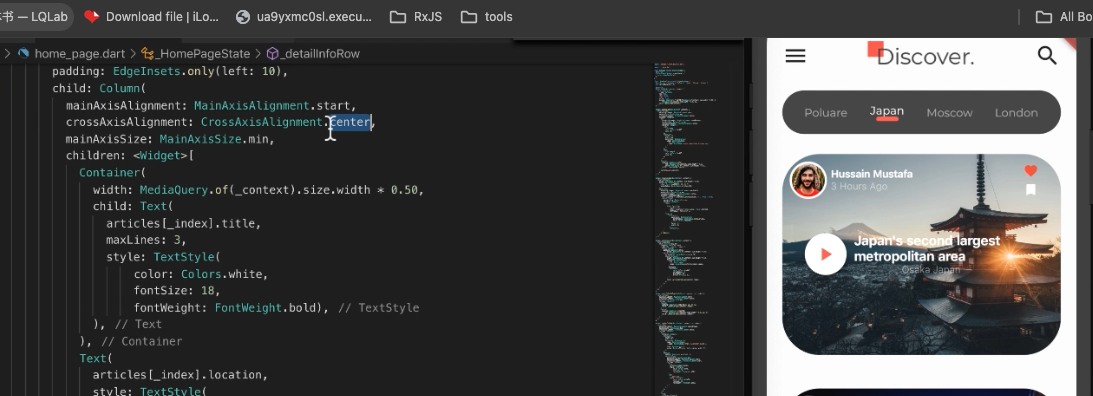 本书 — LQLab
Download file | iLo...
ua9yxmc0sl.execu...
RxJS
tools
All Bo
home_page.dart > _HomePageState > _detailInfoRow
padding: EdgeInsets.only(left: 10),
child: Column(
mainAxisAlignment: MainAxisAlignment.start,
crossAxisAlignment: CrossAxisAlignment.center,
mainAxisSize: MainAxisSize.min,
children: <Widget>[
Container(
width: MediaQuery.of(_context).size.width * 0.50,
child: Text(
articles[_index].title,
maxLines: 3,
style: TextStyle(
color: Colors.white,
fontSize: 18,
fontWeight: FontWeight.bold), // TextStyle
), // Text
), // Container
Text(
articles[_index].location,
style: TextStyle(
Discover.
Poluare
Japan
Moscow
London
Hussain Mustafa
3 Hours Ago
Japan's second largest
metropolitan area
Osaka Japan